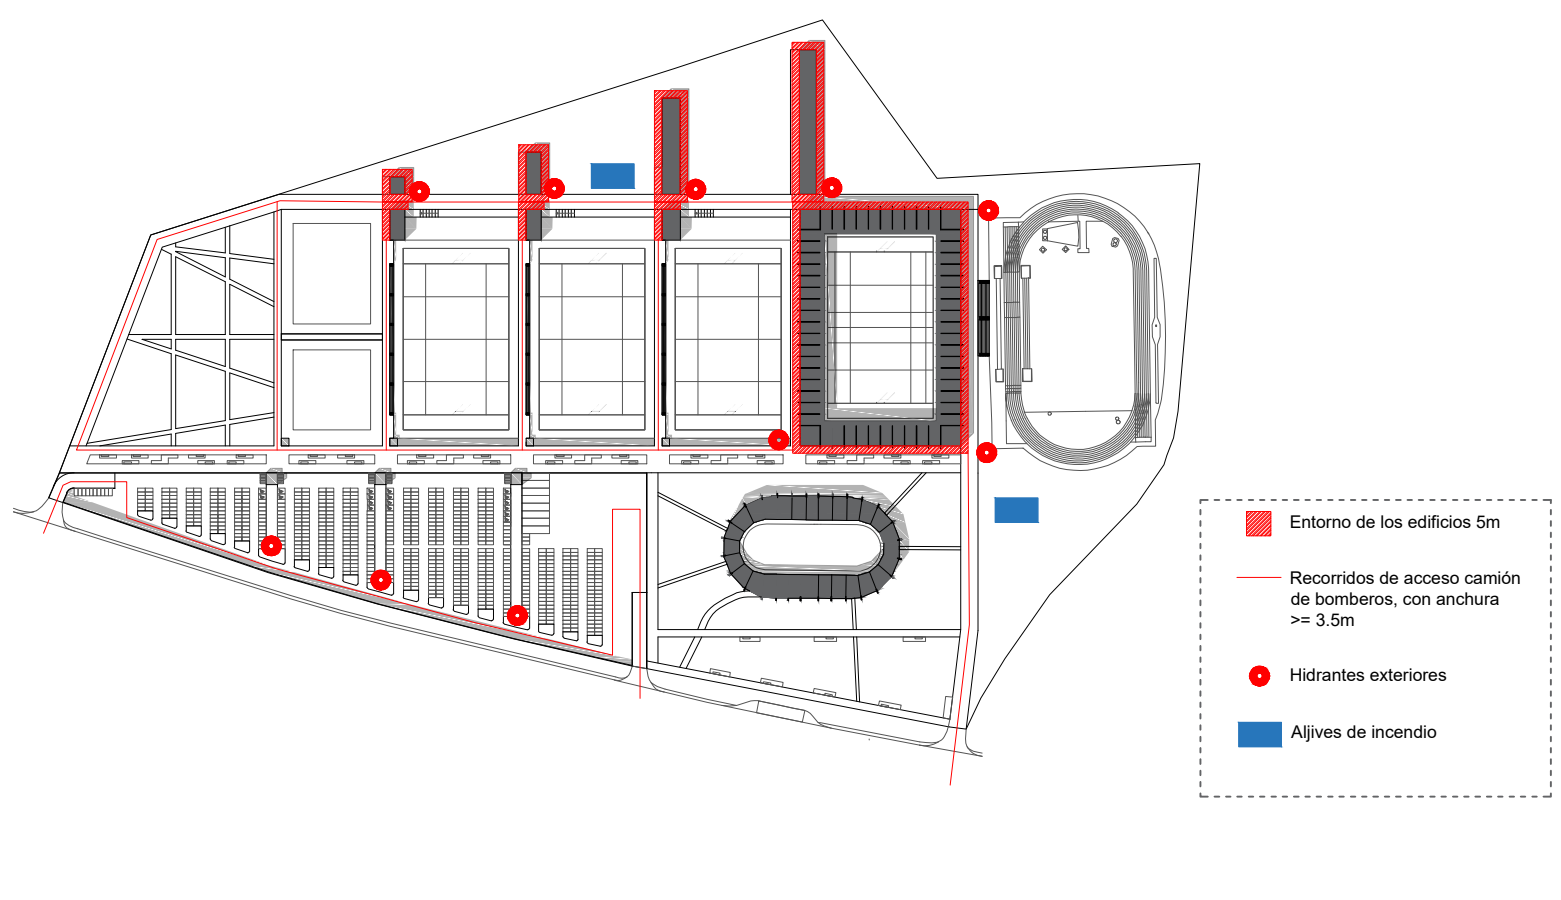 Entorno de los edificios 5m
Recorridos de acceso camión
de bomberos, con anchura
>= 3.5m
Hidrantes exteriores
Aljives de incendio